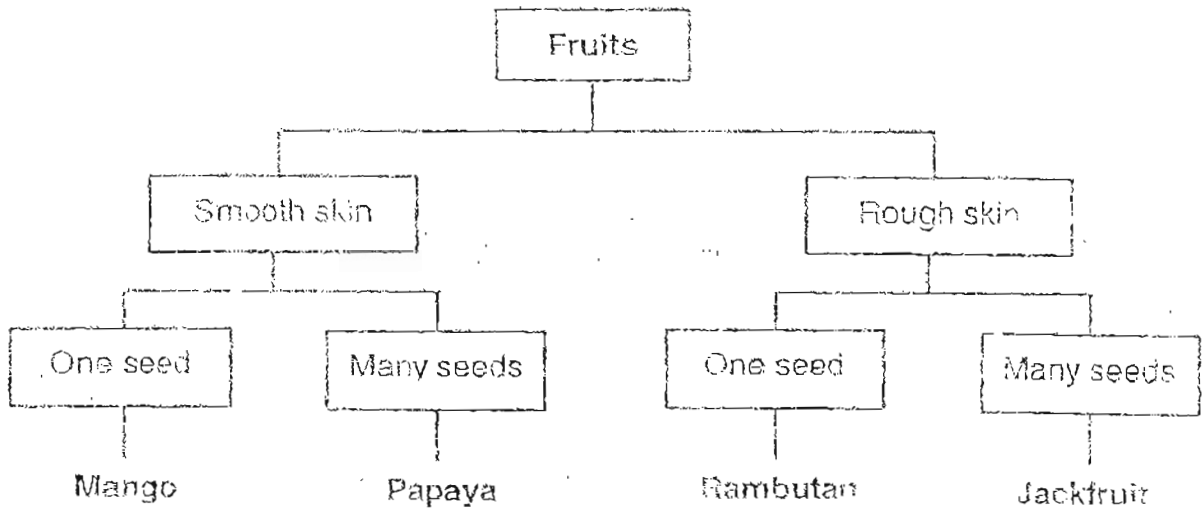 Fruits
Smooth skin
Rough skin
One seed
Many seeds
One seed
Many seeds
Mango
Papaya
Rambutan
Jackfruit